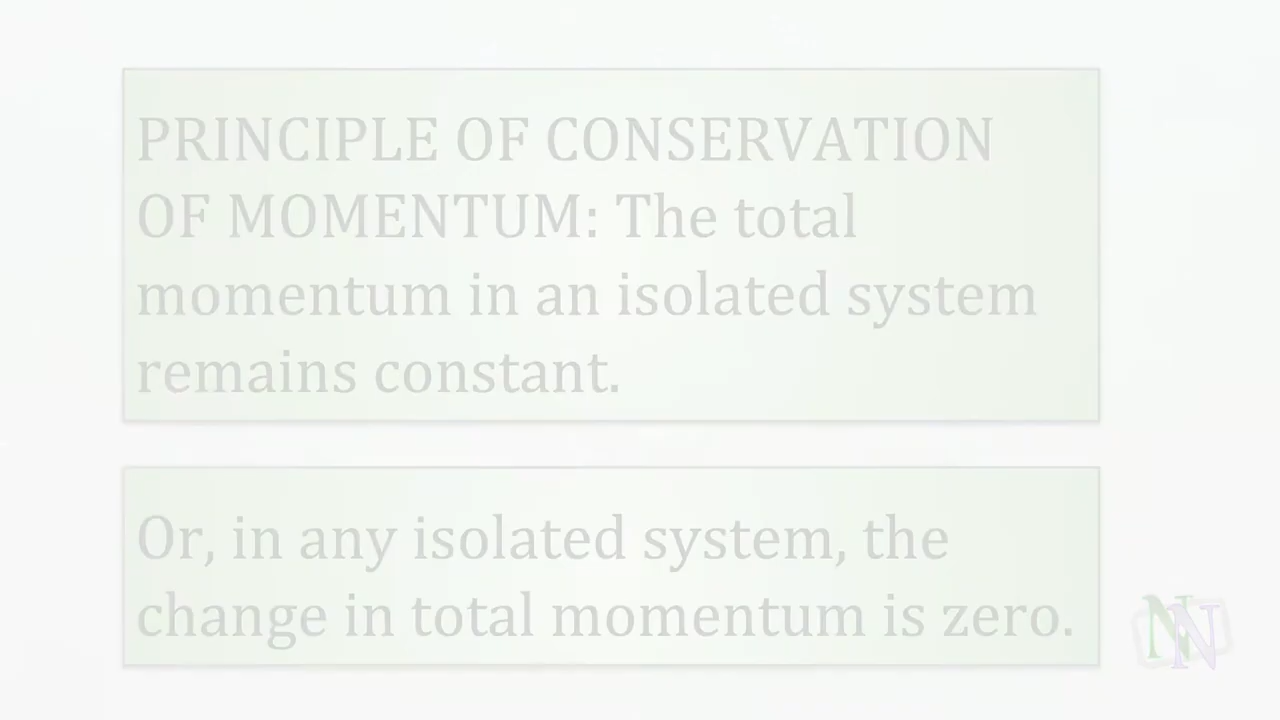 PRINCIPLE OF CONSERVATION
OF MOMENTUM: The total
momentum in an isolated system
remains constant.
Or, in any isolated system, the
change in total momentum is zero.
NN